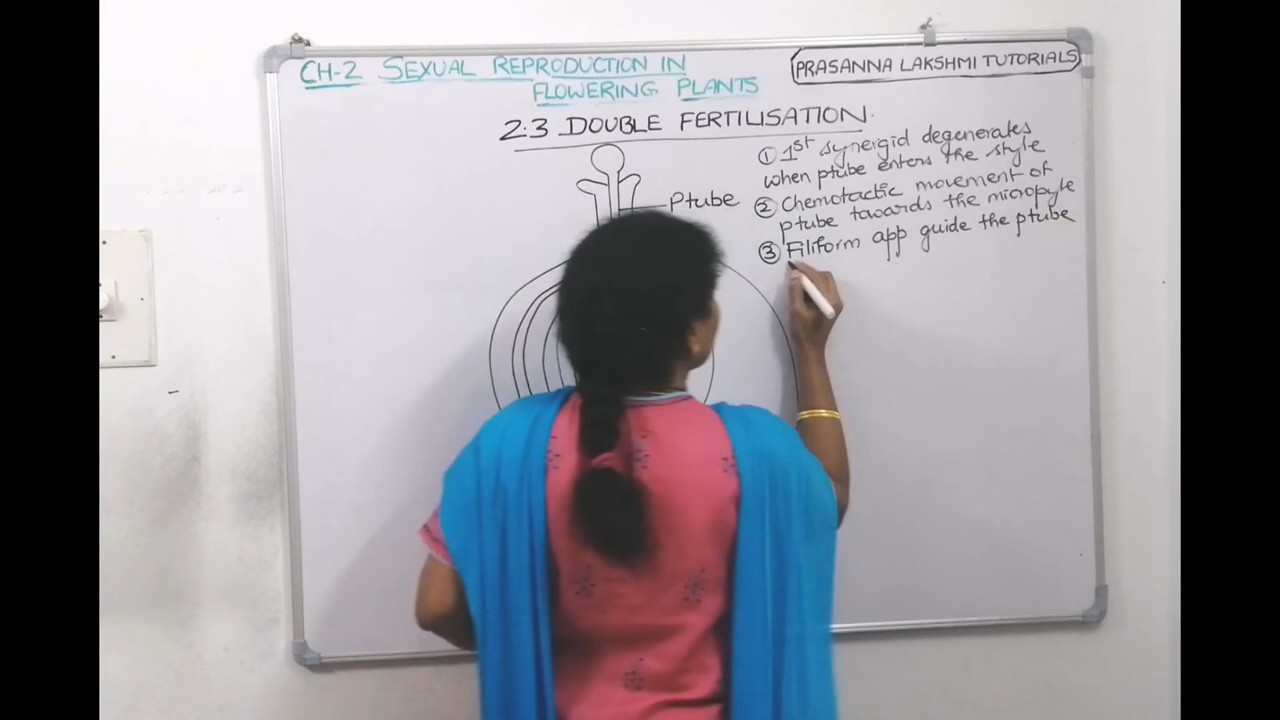 CH-2 SEXUAL REPRODUCTION IN
FLOWERING PLANTS
PRASANNA LAKSHMI TUTORIALS
2.3 DOUBLE FERTILISATION.
Ptube
① 1st synergid degenerates
when ptube enters the style
② Chemotactic movement of
ptube towards the micropyle
③ Filiform app guide the ptube